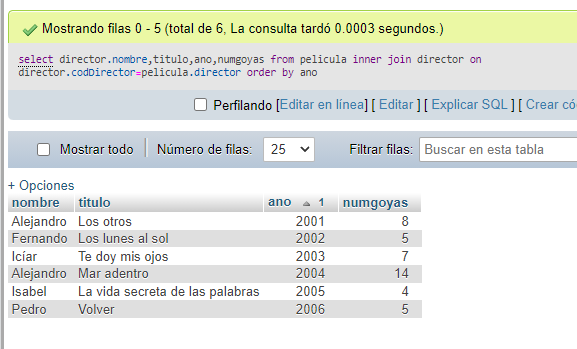 Mostrando filas 0 - 5 (total de 6, La consulta tardó 0.0003 segundos.)
select director.nombre,titulo,ano,numgoyas from pelicula inner join director on
director.codDirector=pelicula.director order by ano
Perfilando [Editar en línea] [ Editar ] [ Explicar SQL ] [ Crear có
Mostrar todo Número de filas: 25 Filtrar filas: Buscar en esta tabla
+ Opciones
nombre titulo ano 1 numgoyas
Alejandro Los otros 2001 8
Fernando Los lunes al sol 2002 5
Icíar Te doy mis ojos 2003 7
Alejandro Mar adentro 2004 14
Isabel La vida secreta de las palabras 2005 4
Pedro Volver 2006 5